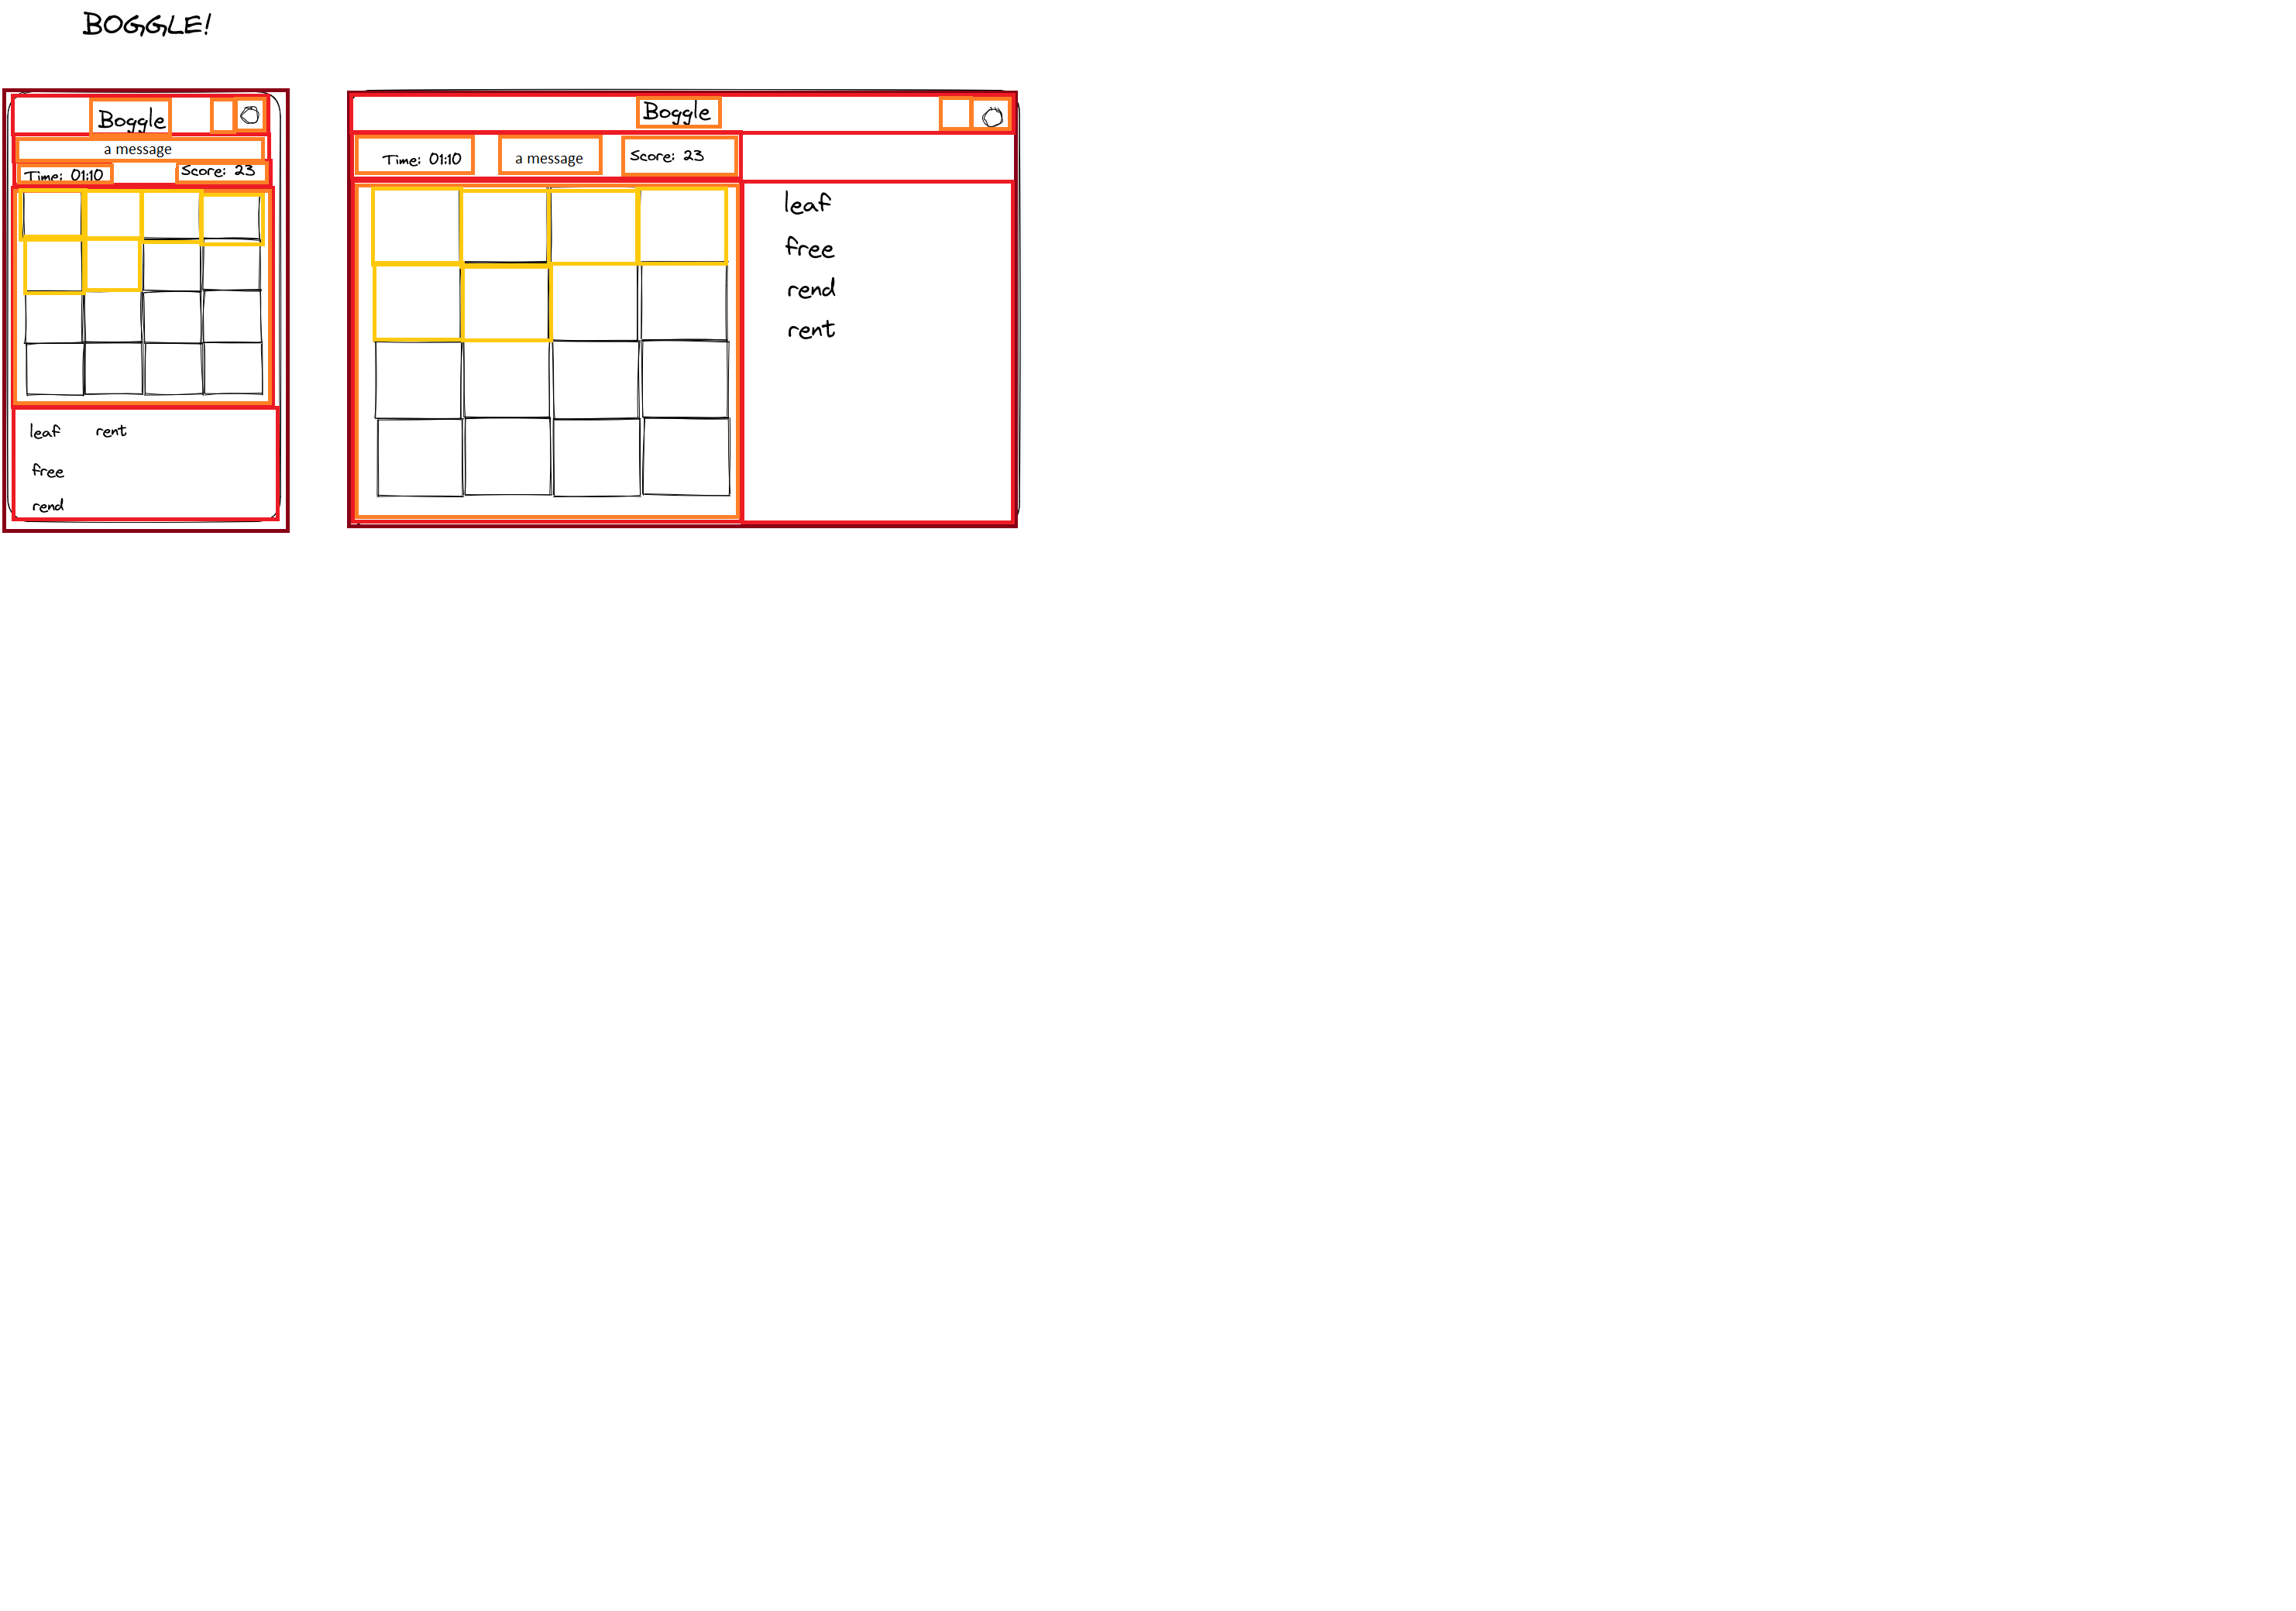 BOGGLE!
Boggle
a message
Time: 01:10 Score: 23
leaf rent
free
rend
Boggle
Time: 01:10 a message Score: 23
leaf
free
rend
rent